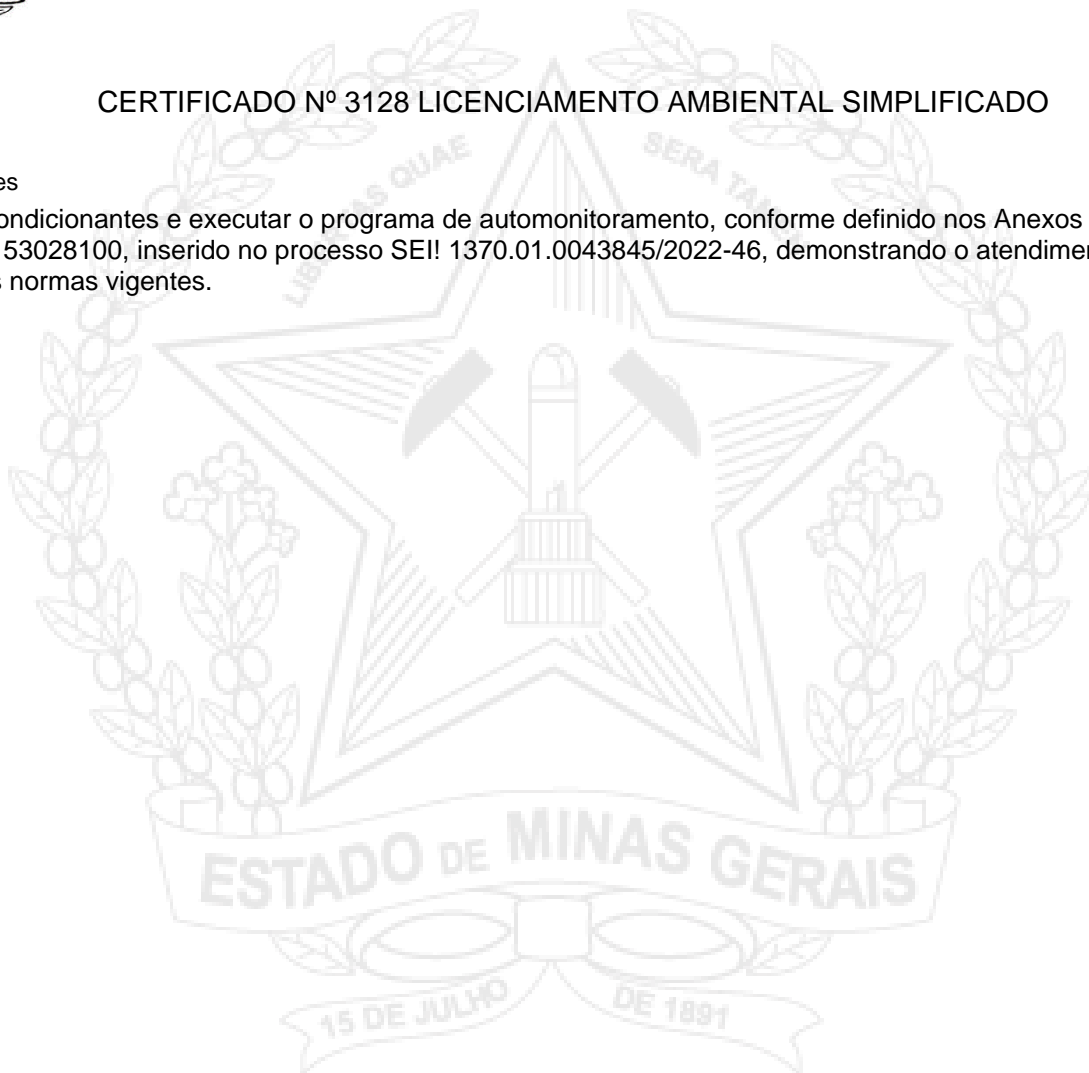 CERTIFICADO Nº 3128 LICENCIAMENTO AMBIENTAL SIMPLIFICADO
es
ondicionantes e executar o programa de automonitoramento, conforme definido nos Anexos
53028100, inserido no processo SEI! 1370.01.0043845/2022-46, demonstrando o atendimen
s normas vigentes.
LIBERTAS QUAE SERA TAMEN
ESTADO DE MINAS GERAIS
15 DE JULHO DE 1891